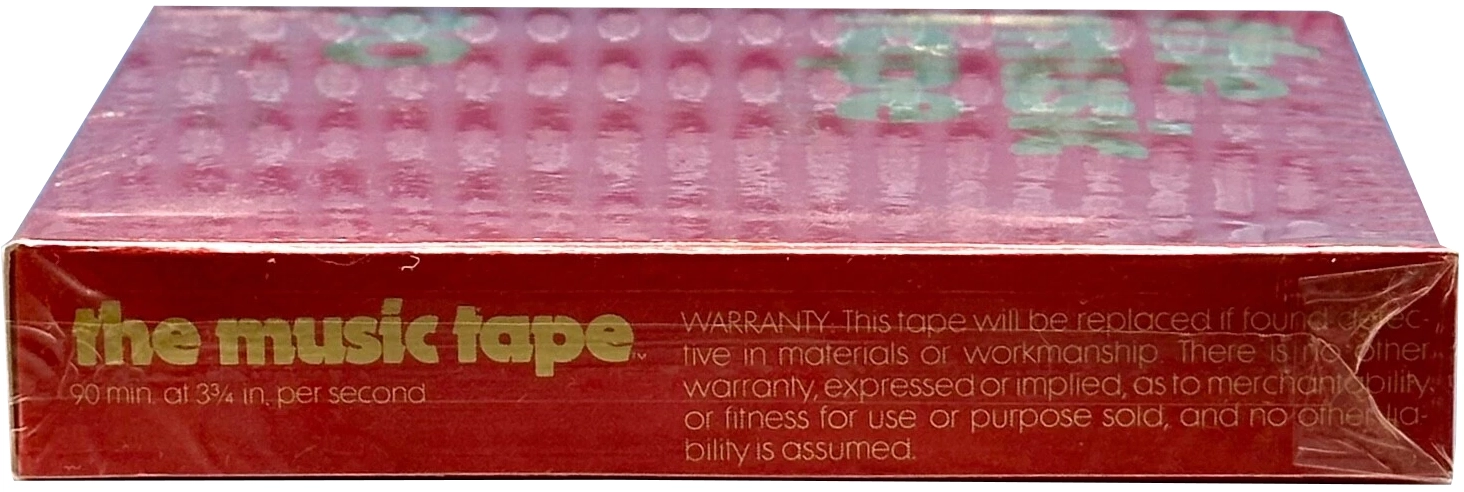 the music tape™
90 min. at 3¾ in. per second
WARRANTY: This tape will be replaced if found defec-
tive in materials or workmanship. There is no other
warranty, expressed or implied, as to merchantability,
or fitness for use or purpose sold, and no other lia-
bility is assumed.